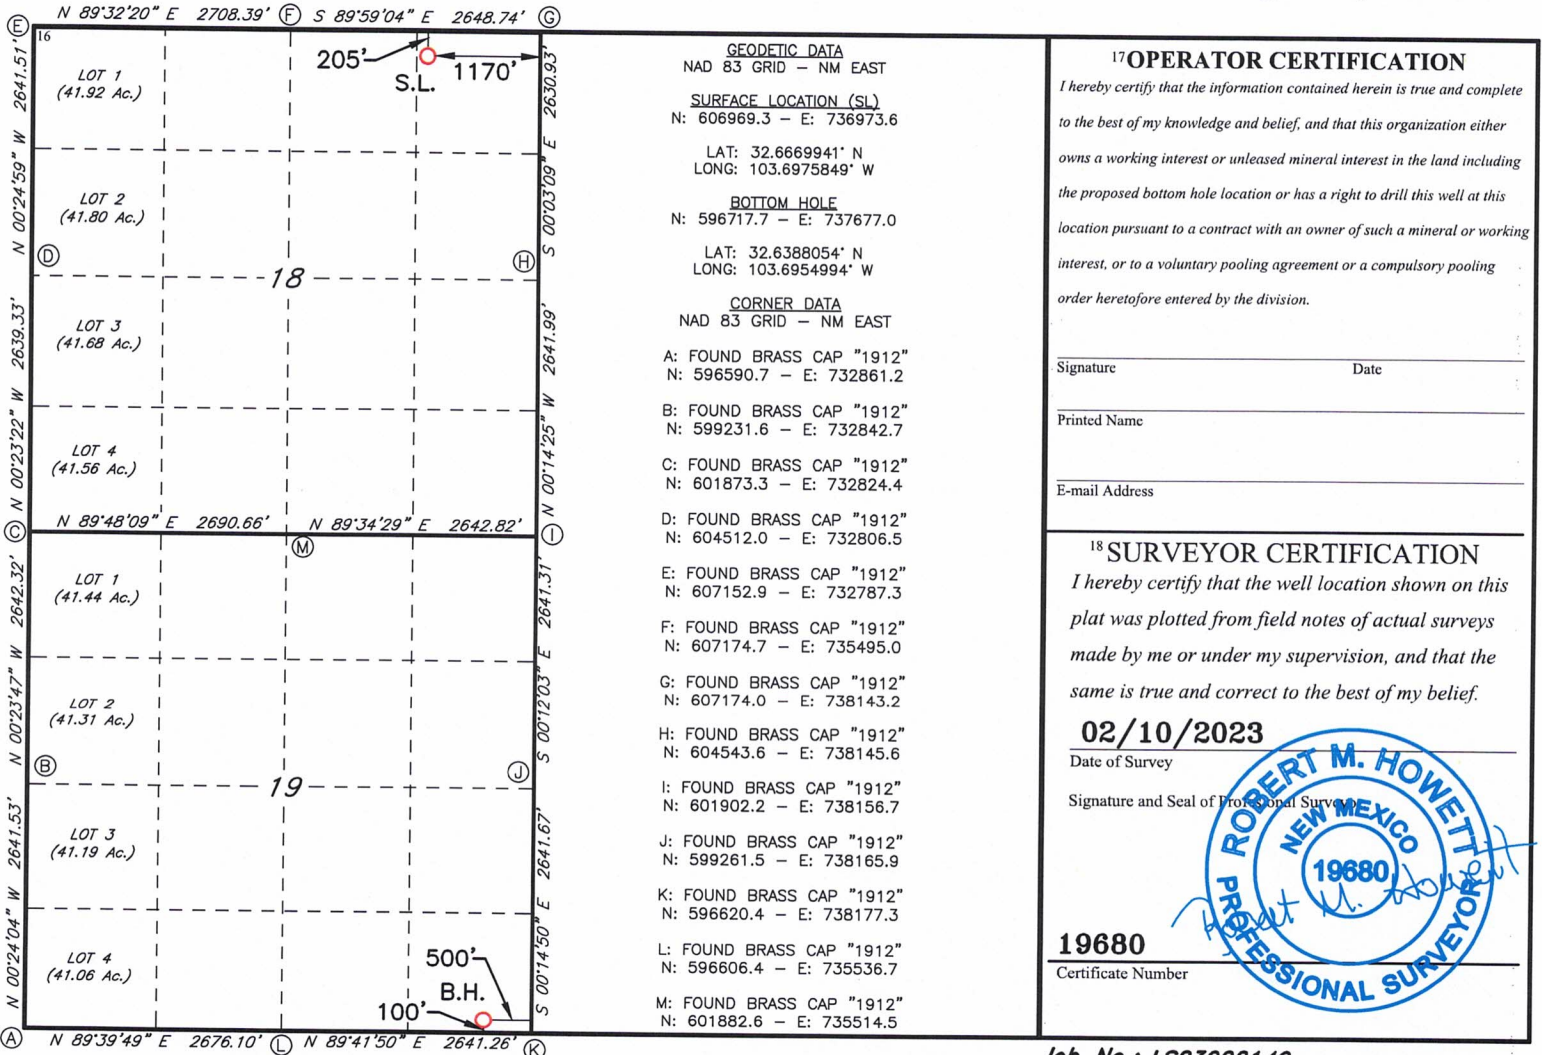 N 89°32'20" E 2708.39' F S 89°59'04" E 2648.74' G
E
16
205'
1170'
S.L.
LOT 1
(41.92 Ac.)
N 00°24'59" W 2641.51'
S 00°03'09" E 2630.93'
LOT 2
(41.80 Ac.)
D
H
18
LOT 3
(41.68 Ac.)
N 00°23'22" W 2639.33'
N 00°14'25" W 2641.99'
LOT 4
(41.56 Ac.)
N 89°48'09" E 2690.66' N 89°34'29" E 2642.82'
C
M
I
LOT 1
(41.44 Ac.)
N 00°23'47" W 2642.32'
S 00°12'03" E 2641.31'
LOT 2
(41.31 Ac.)
B
J
19
LOT 3
(41.19 Ac.)
N 00°24'04" W 2641.53'
S 00°14'50" E 2641.67'
LOT 4
(41.06 Ac.)
500'
B.H.
100'
A
N 89°39'49" E 2676.10' L N 89°41'50" E 2641.26' K
GEODETIC DATA
NAD 83 GRID – NM EAST
SURFACE LOCATION (SL)
N: 606969.3 – E: 736973.6
LAT: 32.6669941° N
LONG: 103.6975849° W
BOTTOM HOLE
N: 596717.7 – E: 737677.0
LAT: 32.6388054° N
LONG: 103.6954994° W
CORNER DATA
NAD 83 GRID – NM EAST
A: FOUND BRASS CAP "1912"
N: 596590.7 – E: 732861.2
B: FOUND BRASS CAP "1912"
N: 599231.6 – E: 732842.7
C: FOUND BRASS CAP "1912"
N: 601873.3 – E: 732824.4
D: FOUND BRASS CAP "1912"
N: 604512.0 – E: 732806.5
E: FOUND BRASS CAP "1912"
N: 607152.9 – E: 732787.3
F: FOUND BRASS CAP "1912"
N: 607174.7 – E: 735495.0
G: FOUND BRASS CAP "1912"
N: 607174.0 – E: 738143.2
H: FOUND BRASS CAP "1912"
N: 604543.6 – E: 738145.6
I: FOUND BRASS CAP "1912"
N: 601902.2 – E: 738156.7
J: FOUND BRASS CAP "1912"
N: 599261.5 – E: 738165.9
K: FOUND BRASS CAP "1912"
N: 596620.4 – E: 738177.3
L: FOUND BRASS CAP "1912"
N: 596606.4 – E: 735536.7
M: FOUND BRASS CAP "1912"
N: 601882.6 – E: 735514.5
17 OPERATOR CERTIFICATION
I hereby certify that the information contained herein is true and complete
to the best of my knowledge and belief, and that this organization either
owns a working interest or unleased mineral interest in the land including
the proposed bottom hole location or has a right to drill this well at this
location pursuant to a contract with an owner of such a mineral or working
interest, or to a voluntary pooling agreement or a compulsory pooling
order heretofore entered by the division.
Signature Date
Printed Name
E-mail Address
18 SURVEYOR CERTIFICATION
I hereby certify that the well location shown on this
plat was plotted from field notes of actual surveys
made by me or under my supervision, and that the
same is true and correct to the best of my belief.
02/10/2023
Date of Survey
Signature and Seal of Professional Surveyor
ROBERT M. HOWETT
NEW MEXICO
19680
PROFESSIONAL SURVEYOR
Robert M. Howett
19680
Certificate Number
Job No.: